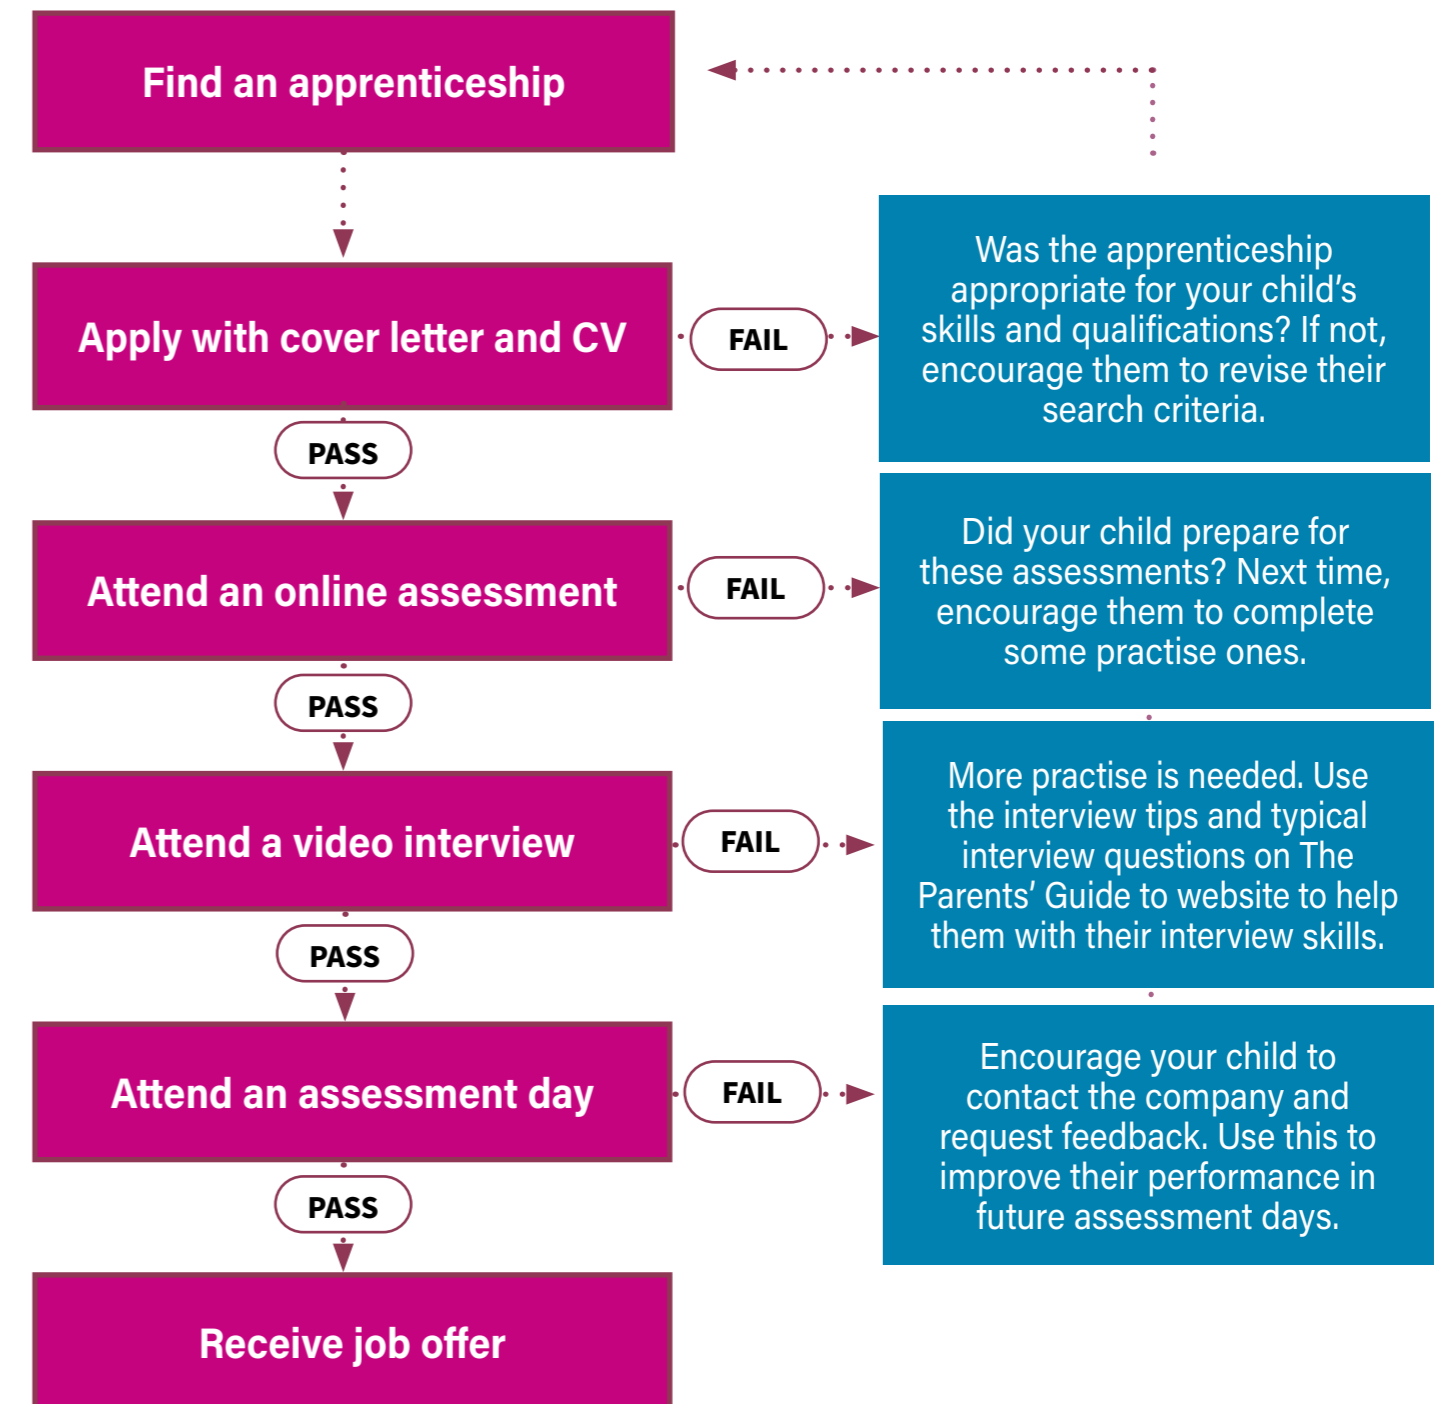 Find an apprenticeship
Apply with cover letter and CV
FAIL
Was the apprenticeship
appropriate for your child's
skills and qualifications? If not,
encourage them to revise their
search criteria.
PASS
Attend an online assessment
FAIL
Did your child prepare for
these assessments? Next time,
encourage them to complete
some practise ones.
PASS
Attend a video interview
FAIL
More practise is needed. Use
the interview tips and typical
interview questions on The
Parents' Guide to website to help
them with their interview skills.
PASS
Attend an assessment day
FAIL
Encourage your child to
contact the company and
request feedback. Use this to
improve their performance in
future assessment days.
PASS
Receive job offer